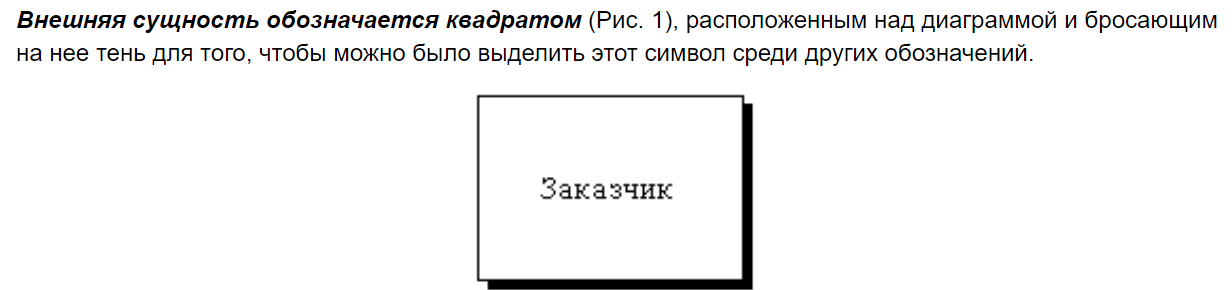 Внешняя сущность обозначается квадратом (Рис. 1), расположенным над диаграммой и бросающим
на нее тень для того, чтобы можно было выделить этот символ среди других обозначений.
Заказчик